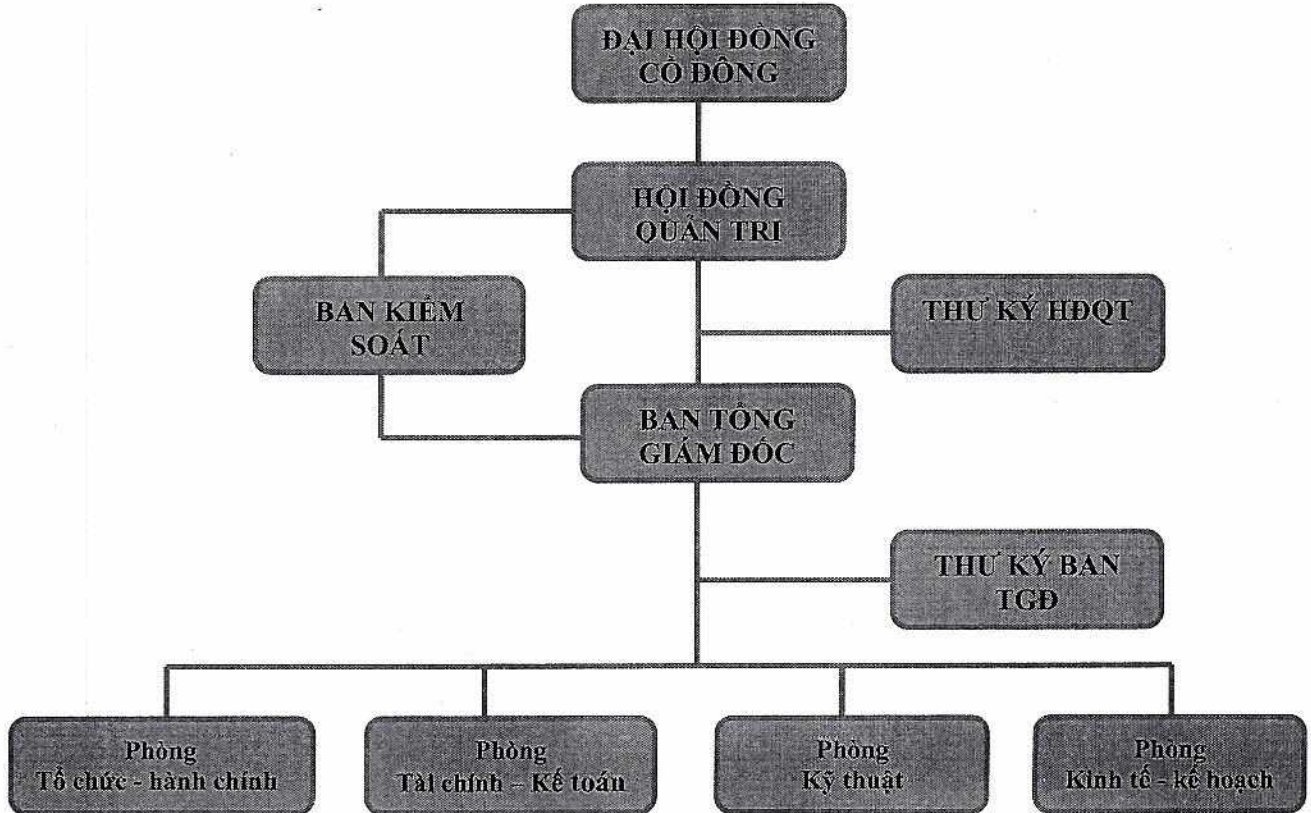 ĐẠI HỘI ĐỒNG
CỔ ĐÔNG
HỘI ĐỒNG
QUẢN TRỊ
BAN KIỂM
SOÁT
THƯ KÝ HĐQT
BAN TỔNG
GIÁM ĐỐC
THƯ KÝ BAN
TGĐ
Phòng
Tổ chức - hành chính
Phòng
Tài chính – Kế toán
Phòng
Kỹ thuật
Phòng
Kinh tế - kế hoạch